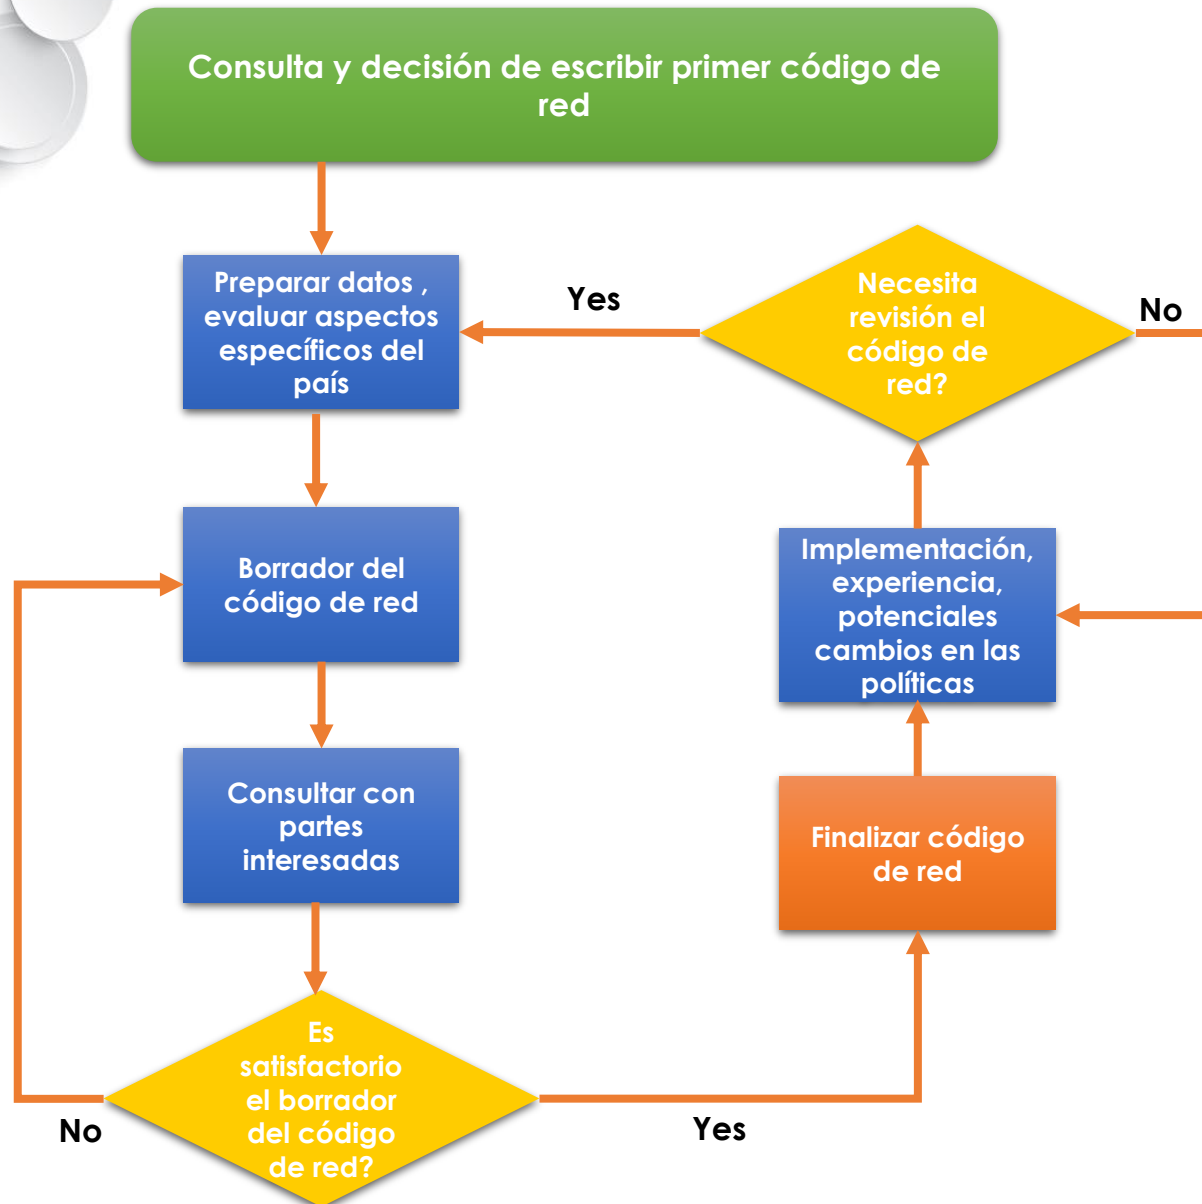 Consulta y decisión de escribir primer código de
red
Preparar datos ,
evaluar aspectos
específicos del
país
Yes
Necesita
revisión el
código de
red?
No
Borrador del
código de red
Implementación,
experiencia,
potenciales
cambios en las
políticas
Consultar con
partes
interesadas
Finalizar código
de red
Es
satisfactorio
el borrador
del código
de red?
No
Yes